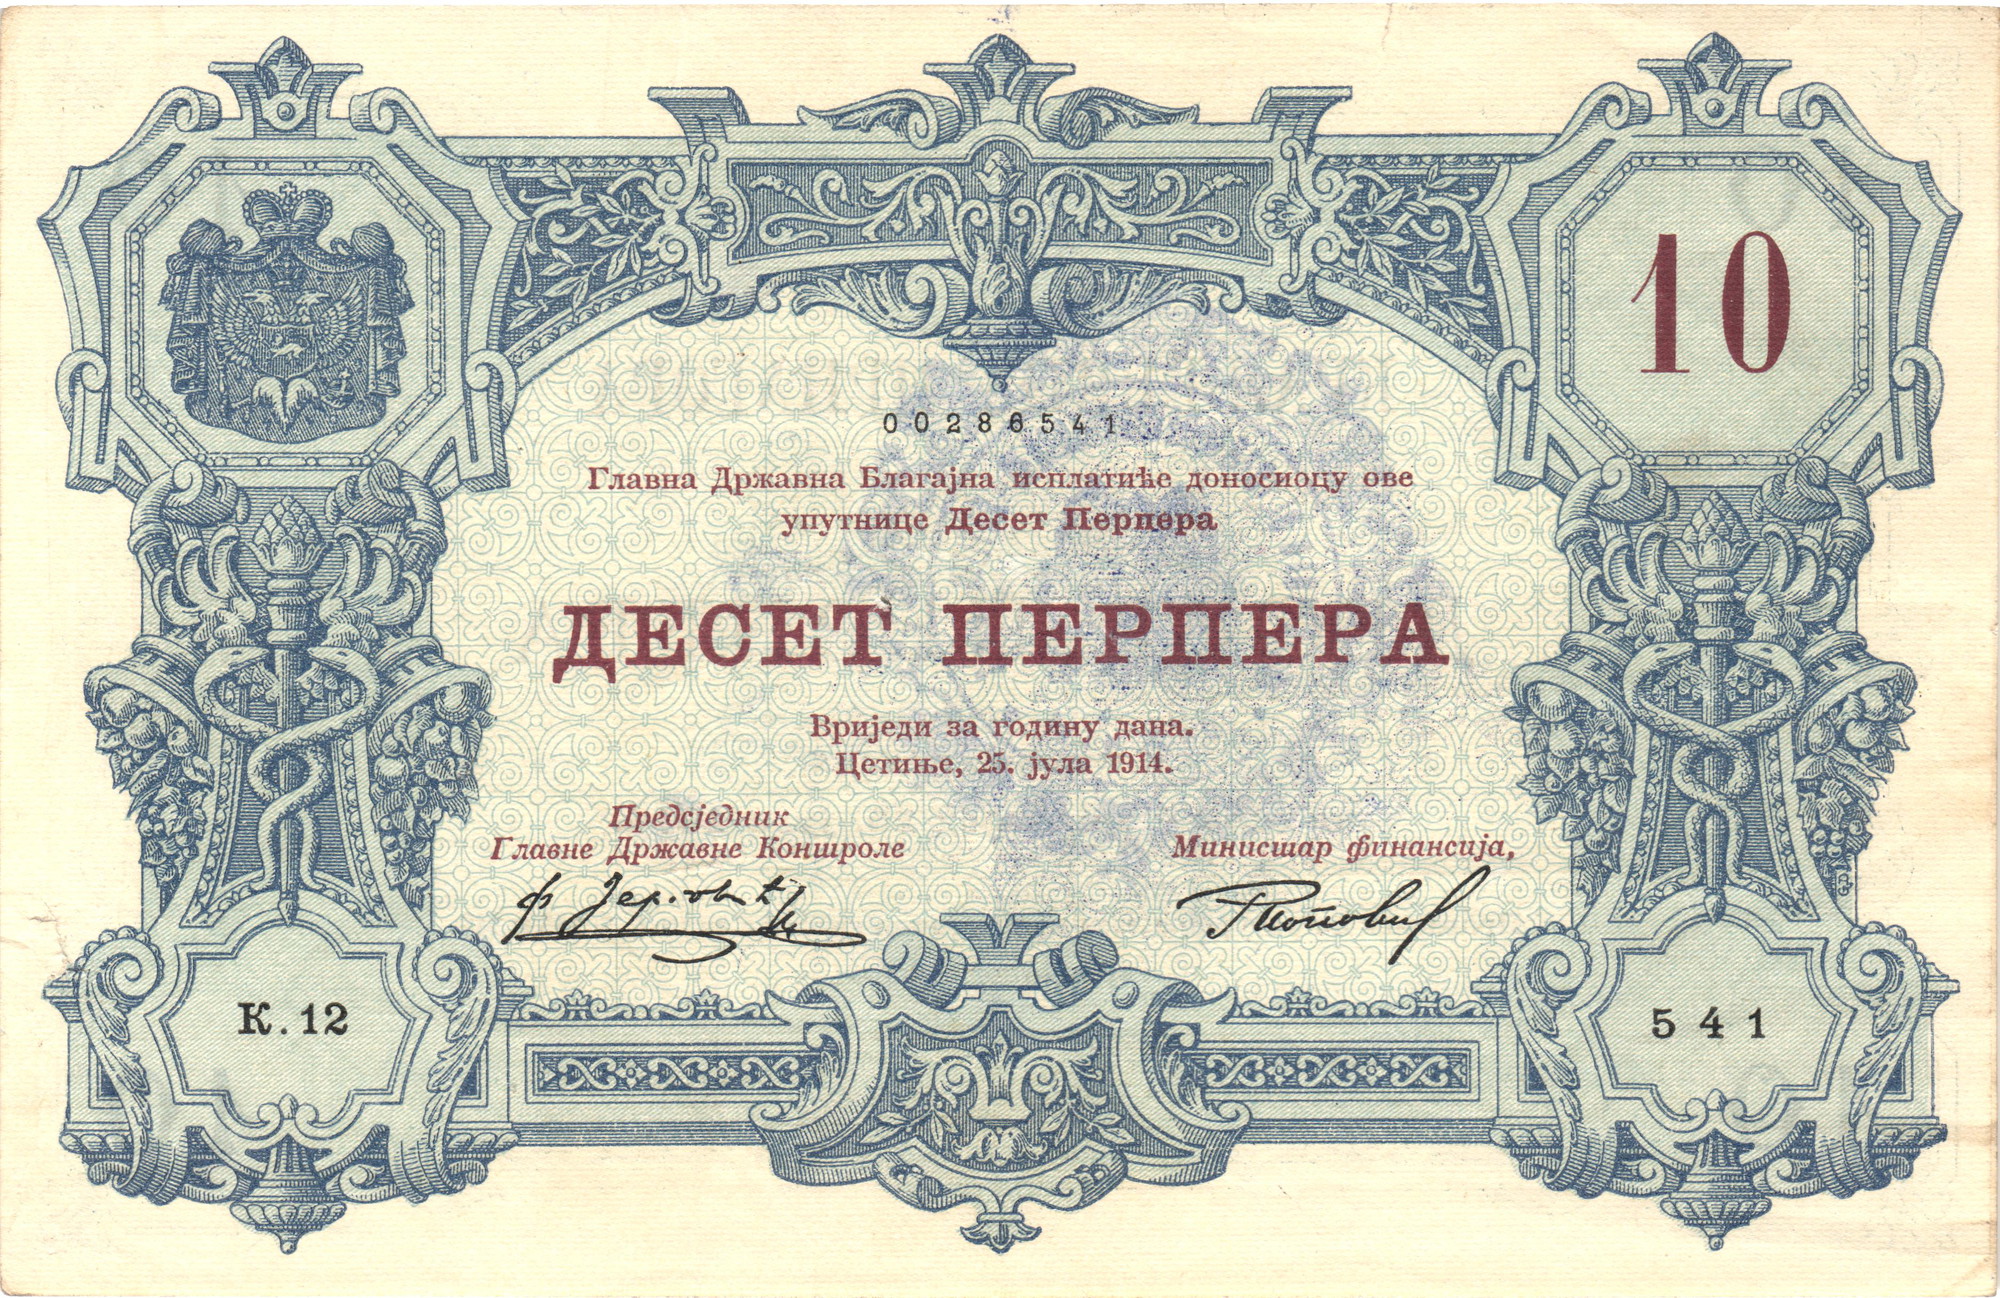 10
00286541
Главна Државна Благајна исплатиће доносиоцу ове
упутнице Десет Перпера
ДЕСЕТ ПЕРПЕРА
Вриједи за годину дана.
Цетиње, 25. јула 1914.
Предсједник
Главне Државне Контроле
Министар финансија,
К. 12
541